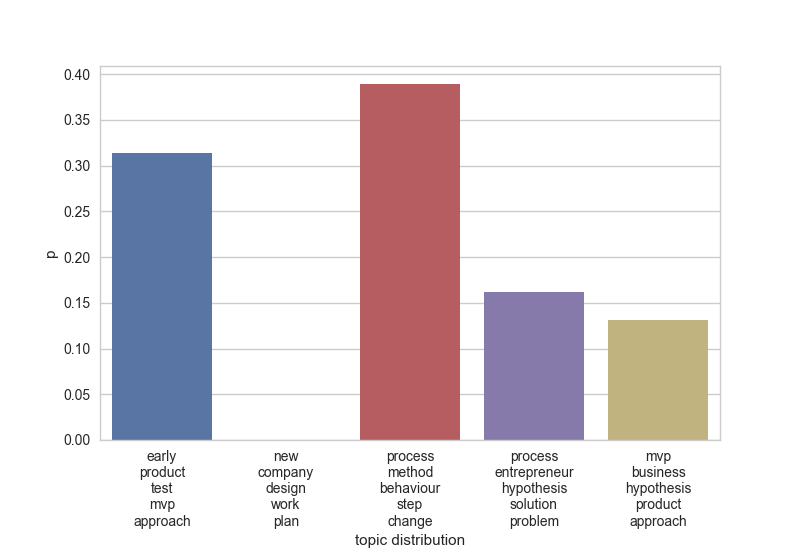 0.40
0.35
0.30
0.25
0.20
0.15
0.10
0.05
0.00
p
early
product
test
mvp
approach
new
company
design
work
plan
process
method
behaviour
step
change
process
entrepreneur
hypothesis
solution
problem
mvp
business
hypothesis
product
approach
topic distribution